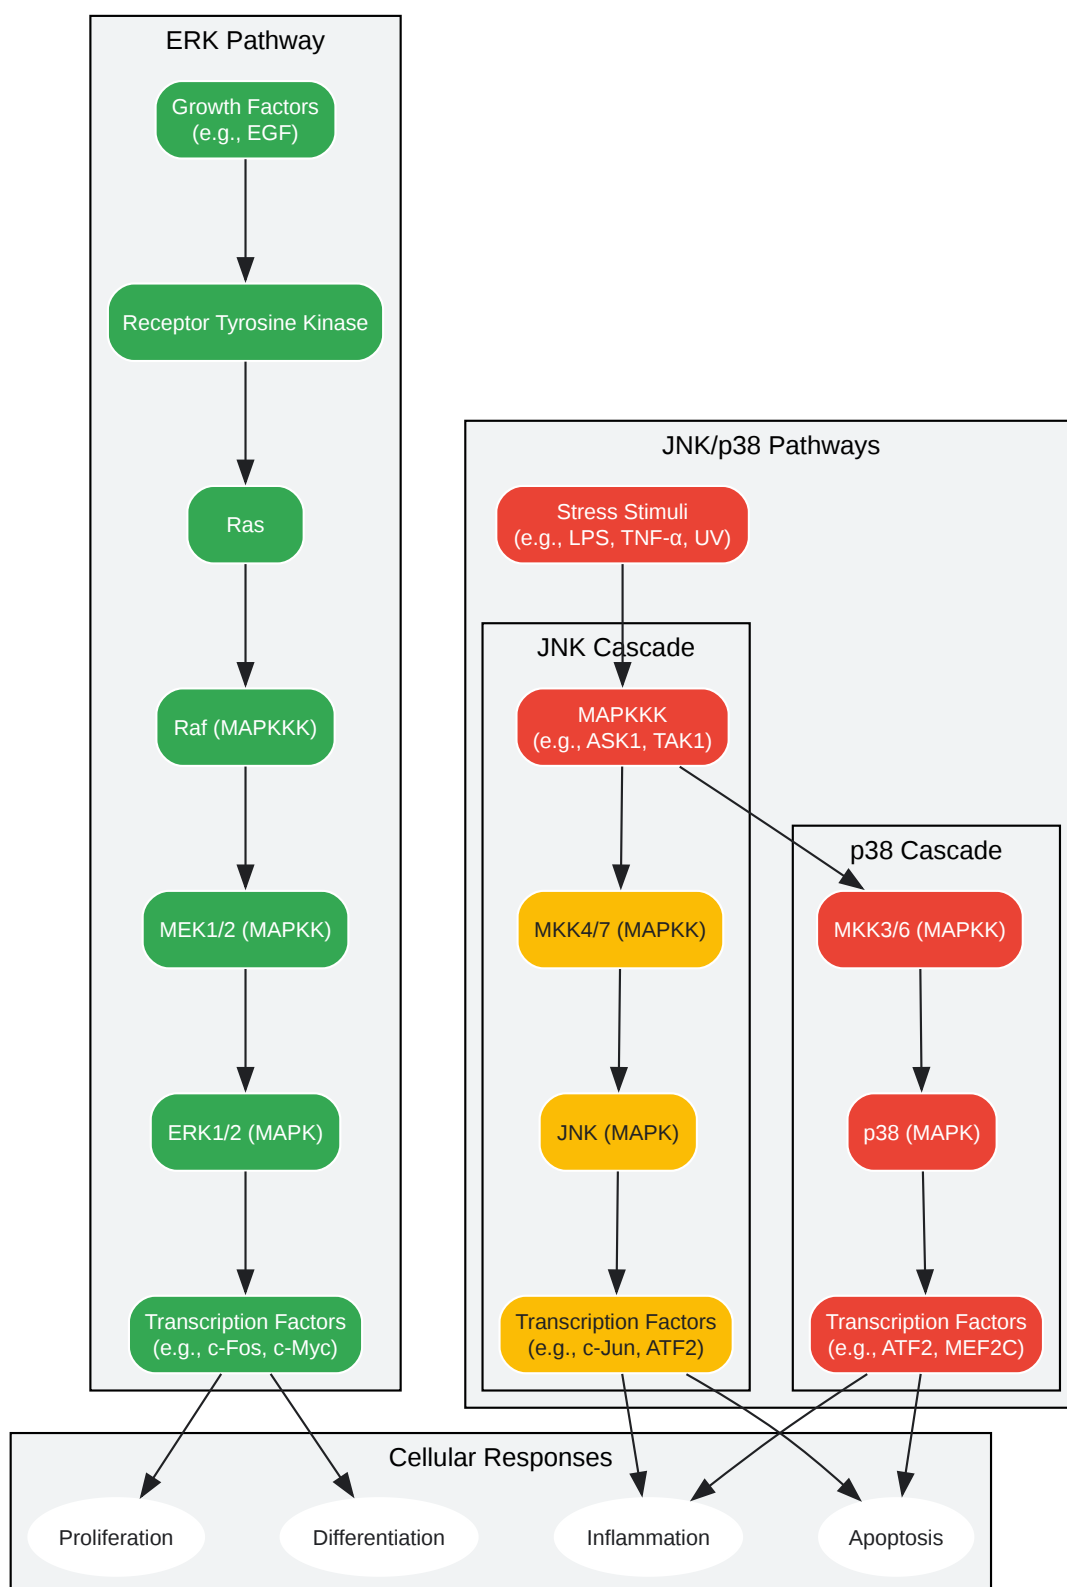 ERK Pathway
Growth Factors
(e.g., EGF)
Receptor Tyrosine Kinase
Ras
Raf (MAPKKK)
MEK1/2 (MAPKK)
ERK1/2 (MAPK)
Transcription Factors
(e.g., c-Fos, c-Myc)
JNK/p38 Pathways
Stress Stimuli
(e.g., LPS, TNF-α, UV)
JNK Cascade
MAPKKK
(e.g., ASK1, TAK1)
MKK4/7 (MAPKK)
JNK (MAPK)
Transcription Factors
(e.g., c-Jun, ATF2)
p38 Cascade
MKK3/6 (MAPKK)
p38 (MAPK)
Transcription Factors
(e.g., ATF2, MEF2C)
Cellular Responses
Proliferation
Differentiation
Inflammation
Apoptosis